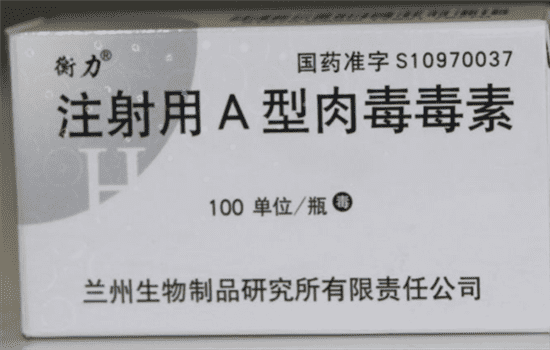 衡力®
国药准字 S10970037
注射用 A 型肉毒毒素
H
100 单位/瓶 毒
兰州生物制品研究所有限责任公司